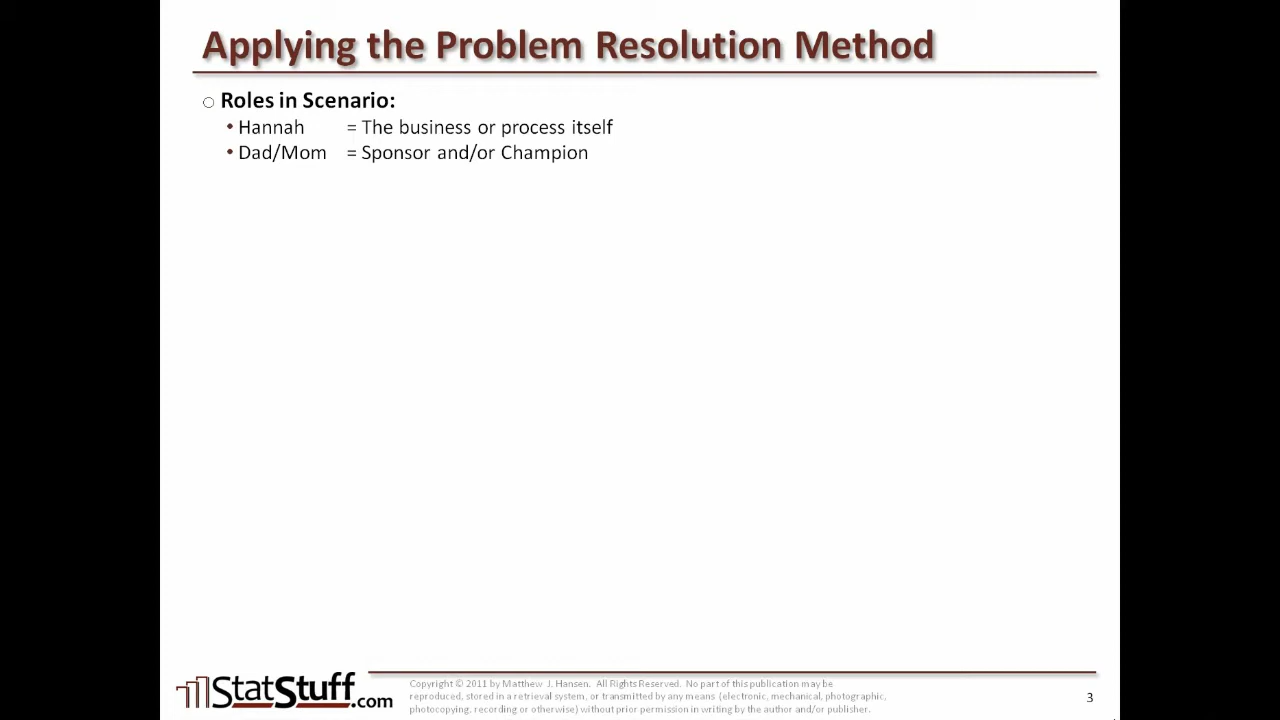 Applying the Problem Resolution Method
○ Roles in Scenario:
• Hannah = The business or process itself
• Dad/Mom = Sponsor and/or Champion
StatStuff.com
Copyright © 2011 by Matthew J. Hansen. All Rights Reserved. No part of this publication may be
reproduced, stored in a retrieval system, or transmitted by any means (electronic, mechanical, photographic,
photocopying, recording or otherwise) without prior permission in writing by the author and/or publisher.
3